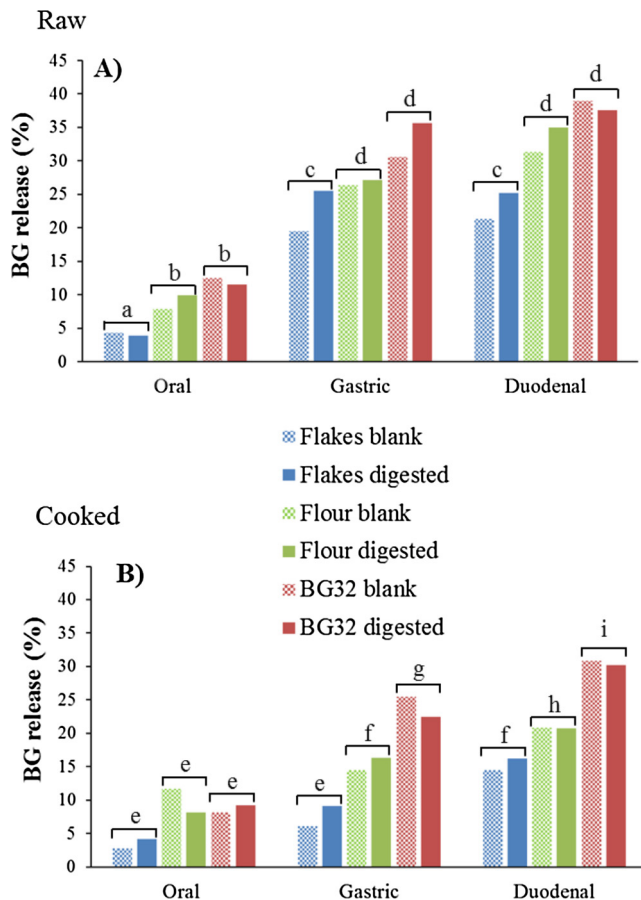 Raw
A)
BG release (%)
45
40
35
30
25
20
15
10
5
0
a
b
b
c
d
d
c
d
d
Oral
Gastric
Duodenal
Flakes blank
Flakes digested
Flour blank
Flour digested
BG32 blank
BG32 digested
Cooked
B)
BG release (%)
45
40
35
30
25
20
15
10
5
0
e
e
e
e
f
g
f
h
i
Oral
Gastric
Duodenal